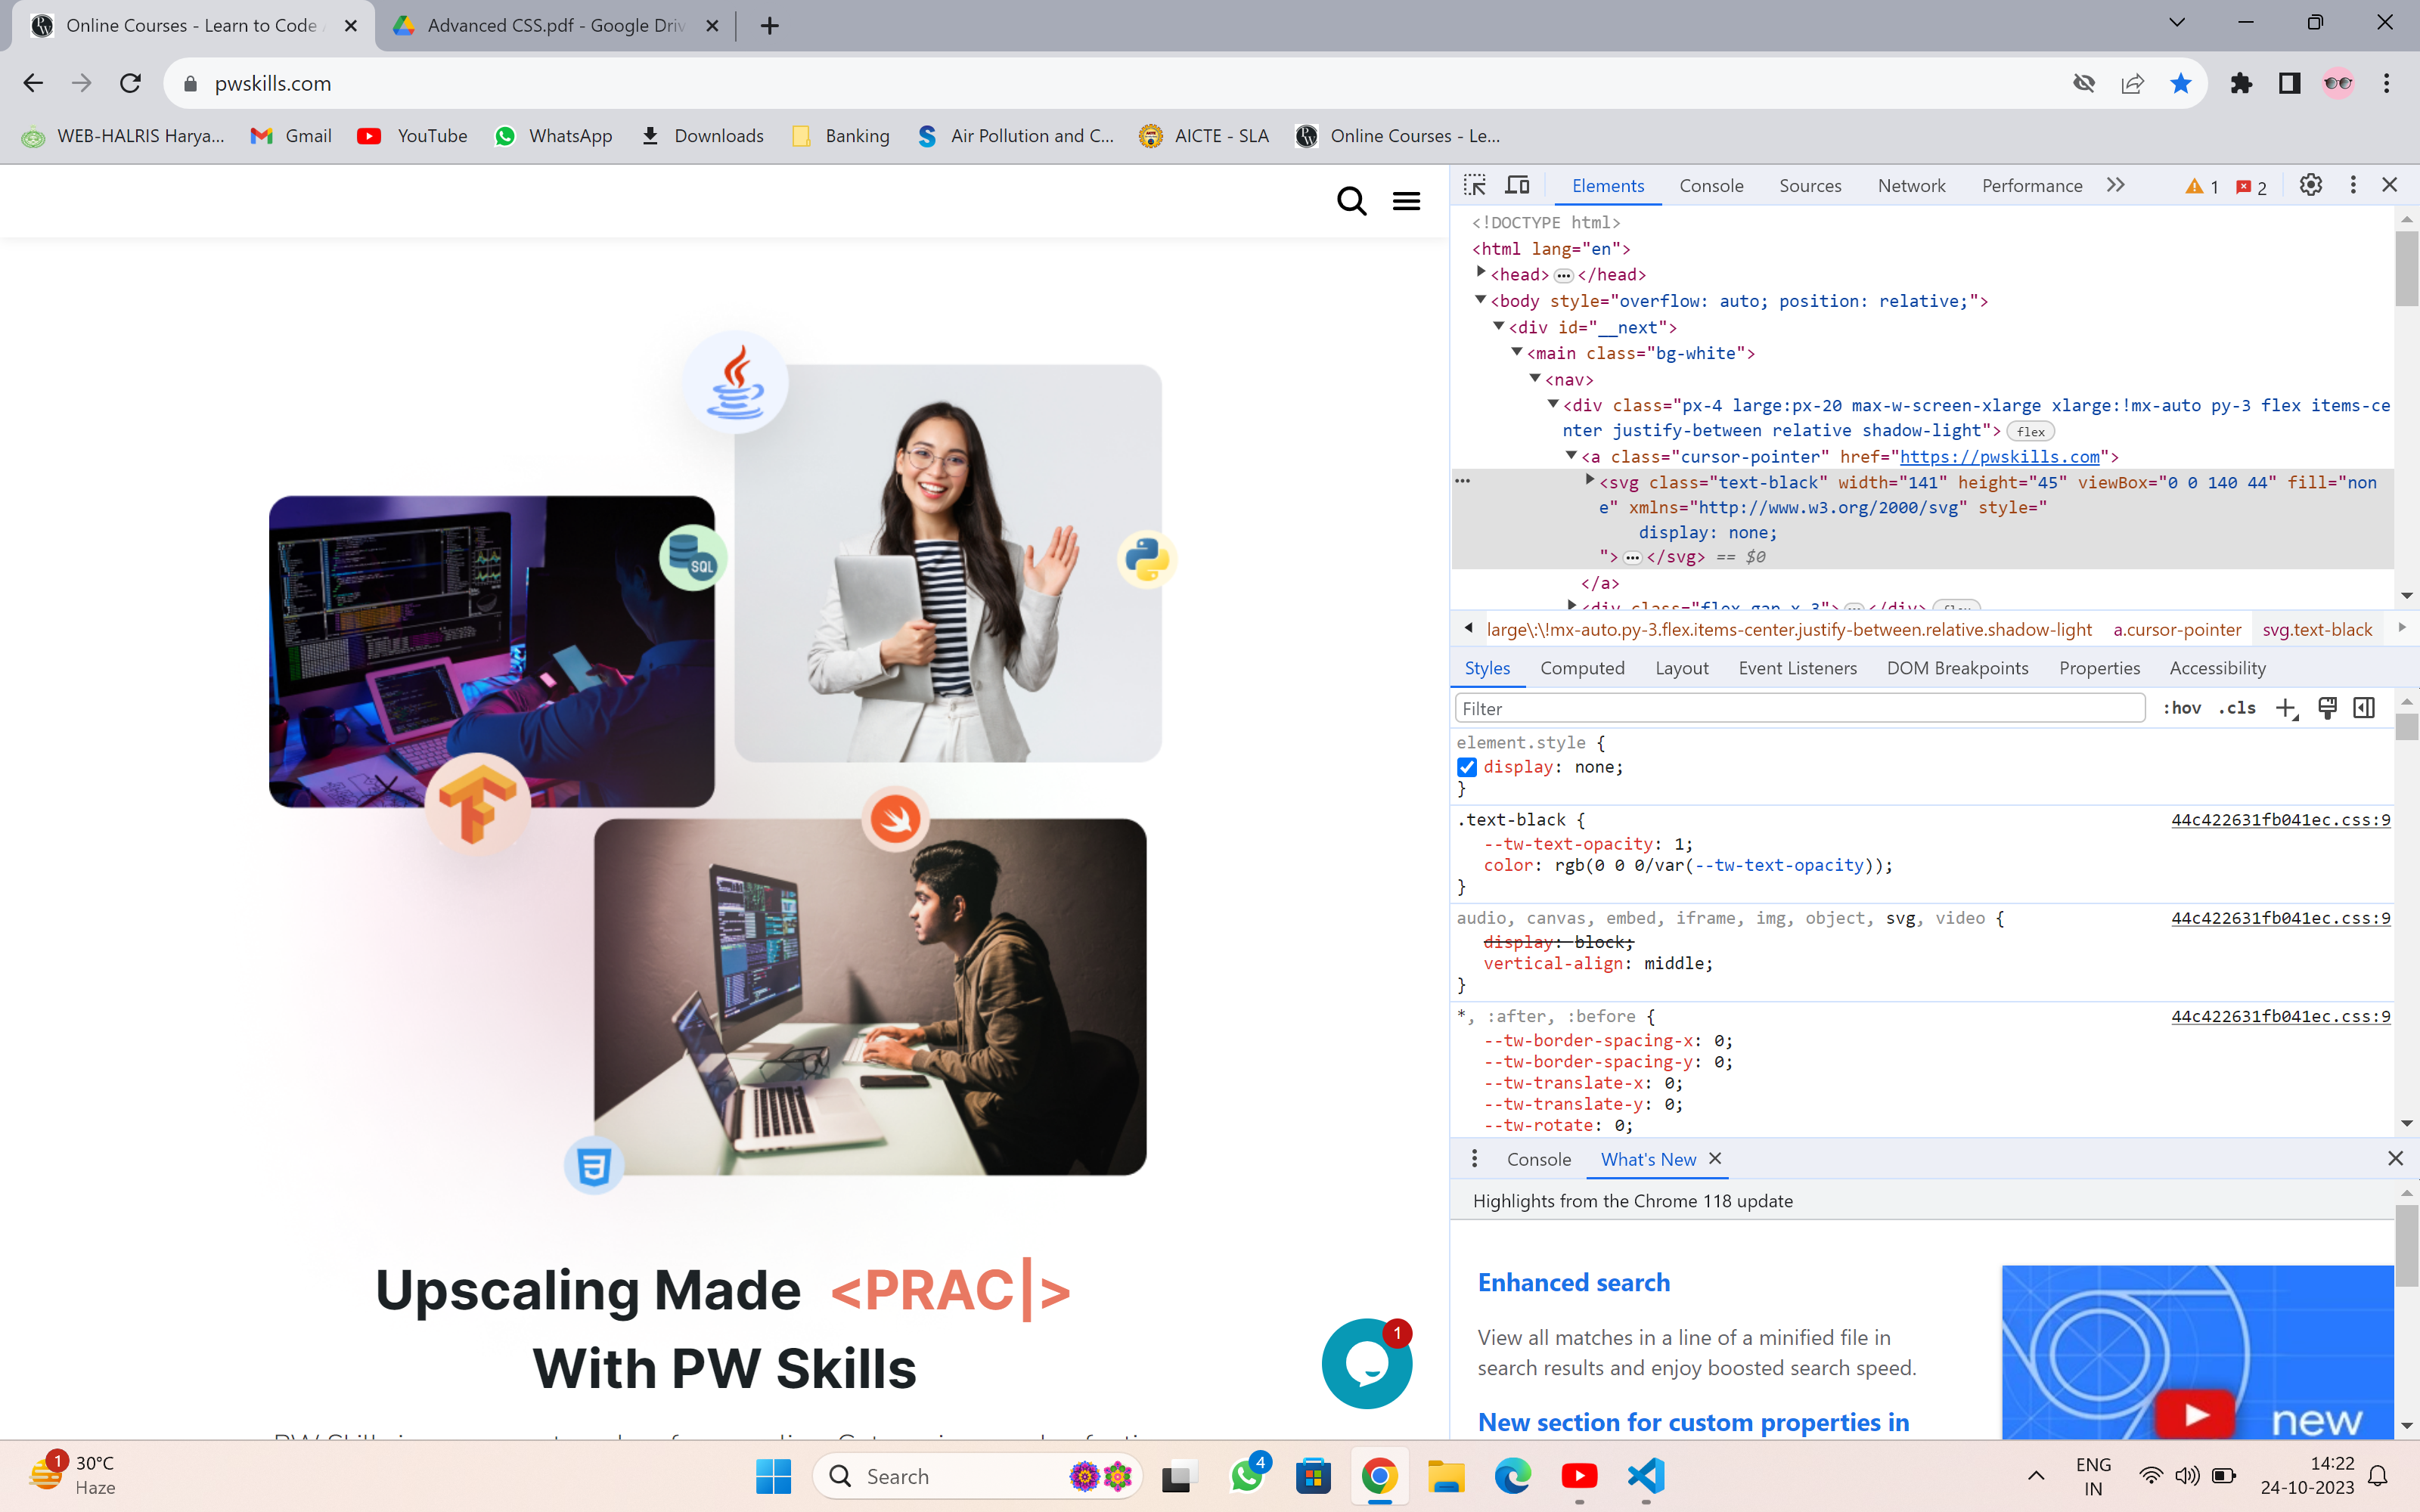 Online Courses - Learn to Code
Advanced CSS.pdf - Google Driv
pwskills.com
WEB-HALRIS Harya...
Gmail
YouTube
WhatsApp
Downloads
Banking
Air Pollution and C...
AICTE - SLA
Online Courses - Le...
Elements
Console
Sources
Network
Performance
1
2
<!DOCTYPE html>
<html lang="en">
<head>…</head>
<body style="overflow: auto; position: relative;">
<div id="__next">
<main class="bg-white">
<nav>
<div class="px-4 large:px-20 max-w-screen-xlarge xlarge:!mx-auto py-3 flex items-ce
nter justify-between relative shadow-light"> flex
<a class="cursor-pointer" href="https://pwskills.com">
<svg class="text-black" width="141" height="45" viewBox="0 0 140 44" fill="non
e" xmlns="http://www.w3.org/2000/svg" style="
display: none;
">…</svg> == $0
</a>
<div class="flex gap-x-3">…</div> flex
large\:\!mx-auto.py-3.flex.items-center.justify-between.relative.shadow-light
a.cursor-pointer
svg.text-black
Styles
Computed
Layout
Event Listeners
DOM Breakpoints
Properties
Accessibility
Filter
:hov
.cls
element.style {
display: none;
}
.text-black {
44c422631fb041ec.css:9
--tw-text-opacity: 1;
color: rgb(0 0 0/var(--tw-text-opacity));
}
audio, canvas, embed, iframe, img, object, svg, video {
44c422631fb041ec.css:9
display: block;
vertical-align: middle;
}
*, :after, :before {
44c422631fb041ec.css:9
--tw-border-spacing-x: 0;
--tw-border-spacing-y: 0;
--tw-translate-x: 0;
--tw-translate-y: 0;
--tw-rotate: 0;
Console
What's New
Highlights from the Chrome 118 update
Enhanced search
View all matches in a line of a minified file in
search results and enjoy boosted search speed.
New section for custom properties in
new
SQL
Upscaling Made <PRAC|>
With PW Skills
1
1
30°C
Haze
Search
4
ENG
IN
14:22
24-10-2023